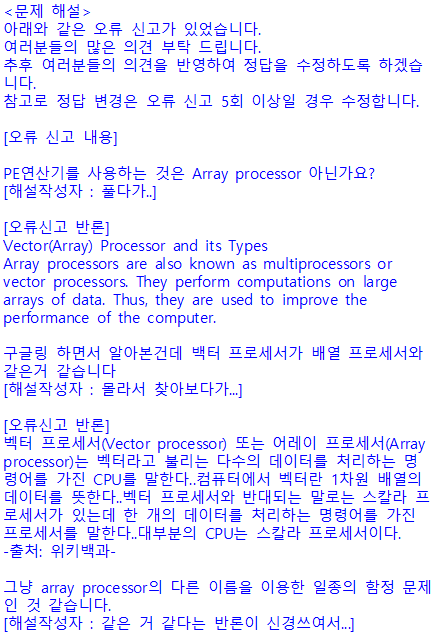 <문제 해설>
아래와 같은 오류 신고가 있었습니다.
여러분들의 많은 의견 부탁 드립니다.
추후 여러분들의 의견을 반영하여 정답을 수정하도록 하겠습
니다.
참고로 정답 변경은 오류 신고 5회 이상일 경우 수정합니다.
[오류 신고 내용]
PE연산기를 사용하는 것은 Array processor 아닌가요?
[해설작성자 : 풀다가..]
[오류신고 반론]
Vector(Array) Processor and its Types
Array processors are also known as multiprocessors or
vector processors. They perform computations on large
arrays of data. Thus, they are used to improve the
performance of the computer.
구글링 하면서 알아본건데 백터 프로세서가 배열 프로세서와
같은거 같습니다
[해설작성자 : 몰라서 찾아보다가...]
[오류신고 반론]
벡터 프로세서(Vector processor) 또는 어레이 프로세서(Array
processor)는 벡터라고 불리는 다수의 데이터를 처리하는 명
령어를 가진 CPU를 말한다..컴퓨터에서 벡터란 1차원 배열의
데이터를 뜻한다..벡터 프로세서와 반대되는 말로는 스칼라 프
로세서가 있는데 한 개의 데이터를 처리하는 명령어를 가진
프로세서를 말한다..대부분의 CPU는 스칼라 프로세서이다.
-출처: 위키백과-
그냥 array processor의 다른 이름을 이용한 일종의 함정 문제
인 것 같습니다.
[해설작성자 : 같은 거 같다는 반론이 신경쓰여서...]